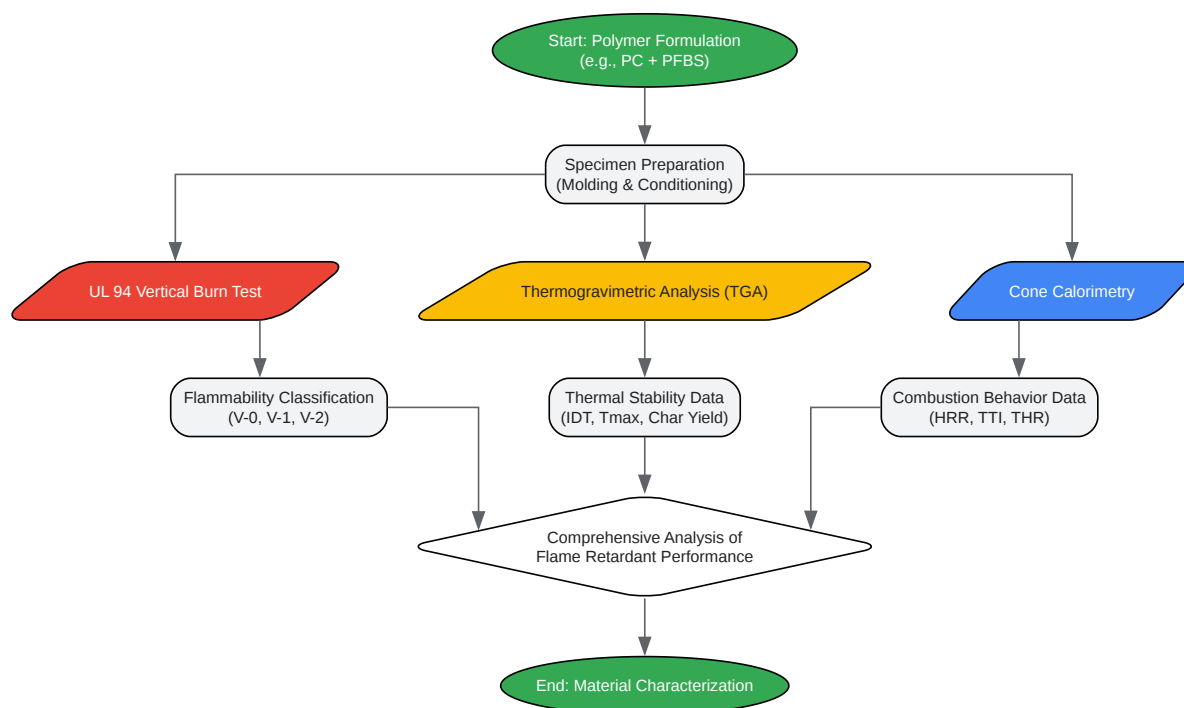 Start: Polymer Formulation
(e.g., PC + PFBS)
Specimen Preparation
(Molding & Conditioning)
UL 94 Vertical Burn Test
Thermogravimetric Analysis (TGA)
Cone Calorimetry
Flammability Classification
(V-0, V-1, V-2)
Thermal Stability Data
(IDT, Tmax, Char Yield)
Combustion Behavior Data
(HRR, TTI, THR)
Comprehensive Analysis of
Flame Retardant Performance
End: Material Characterization